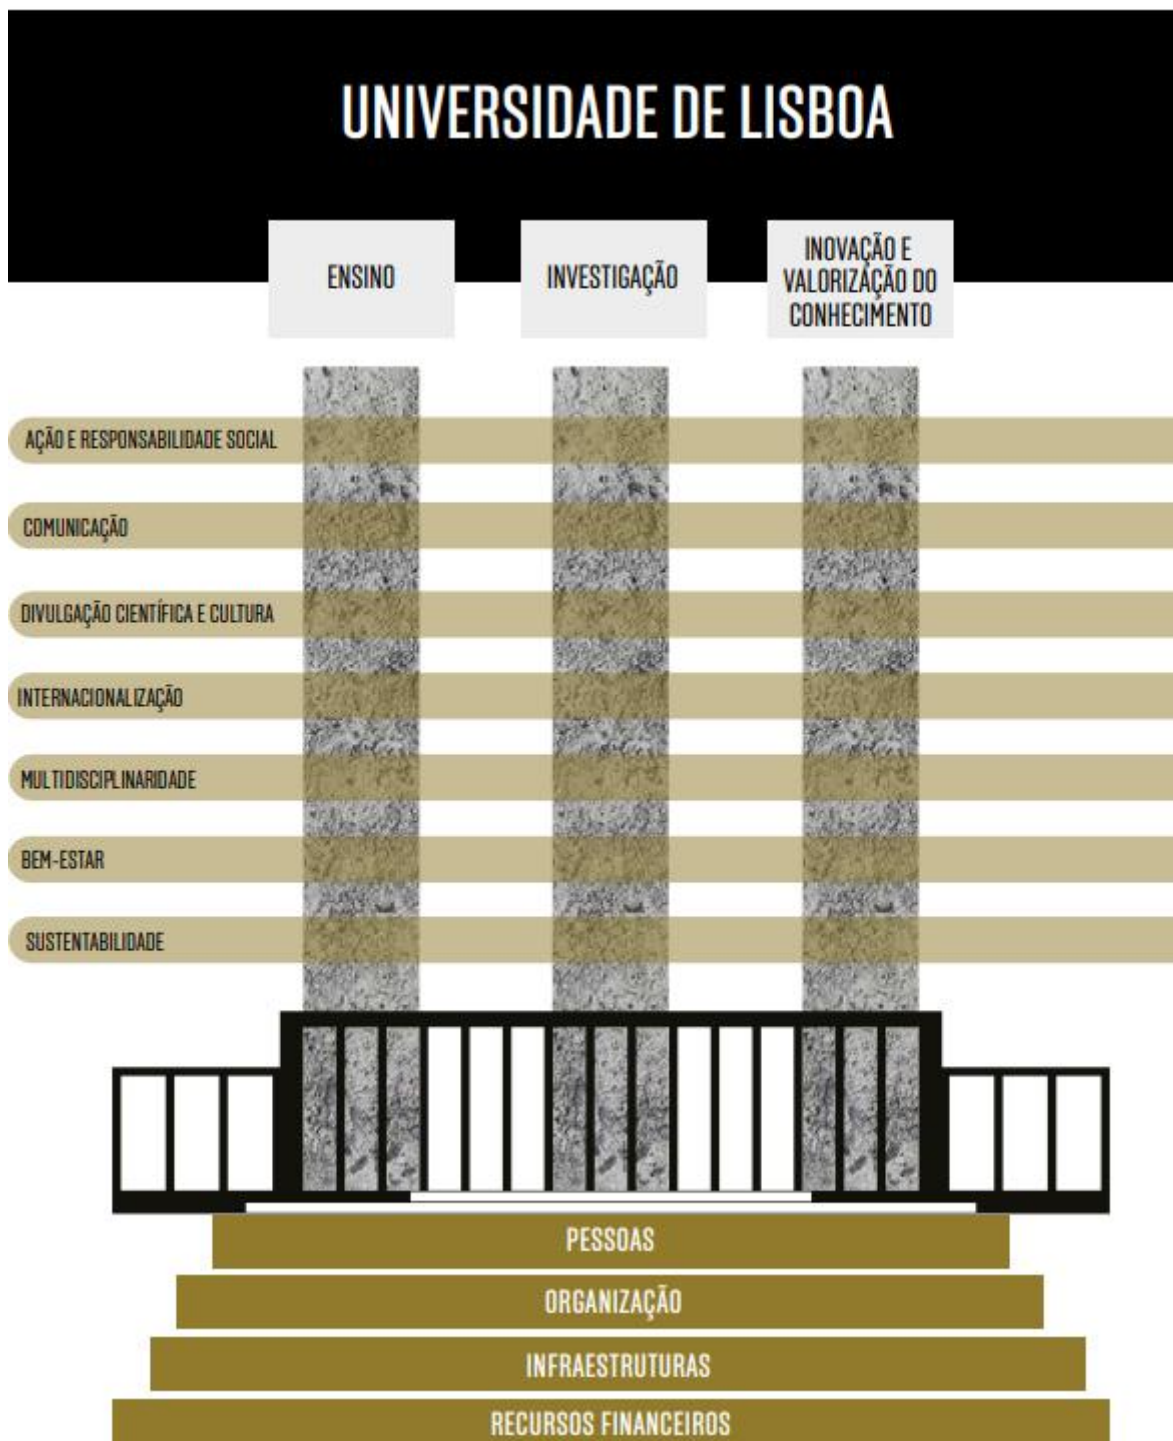 UNIVERSIDADE DE LISBOA
ENSINO
INVESTIGAÇÃO
INOVAÇÃO E
VALORIZAÇÃO DO
CONHECIMENTO
AÇÃO E RESPONSABILIDADE SOCIAL
COMUNICAÇÃO
DIVULGAÇÃO CIENTÍFICA E CULTURA
INTERNACIONALIZAÇÃO
MULTIDISCIPLINARIDADE
BEM-ESTAR
SUSTENTABILIDADE
PESSOAS
ORGANIZAÇÃO
INFRAESTRUTURAS
RECURSOS FINANCEIROS